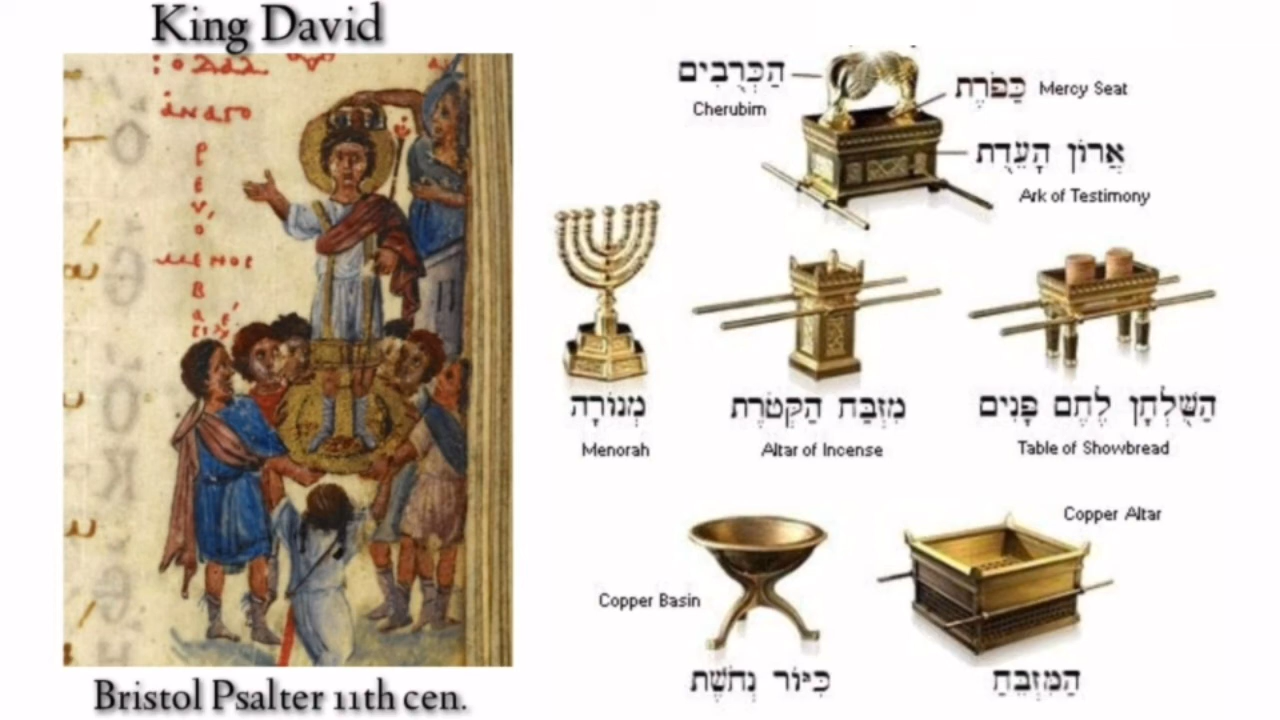 King David
Bristol Psalter 11th cen.
הַכְּרֻבִים
Cherubim
כַּפֹּרֶת
Mercy Seat
אֲרוֹן הָעֵדֻת
Ark of Testimony
מְנוֹרָה
Menorah
מִזְבַּח הַקְּטֹרֶת
Altar of Incense
הַשֻּׁלְחָן לֶחֶם פָּנִים
Table of Showbread
Copper Basin
כִּיּוֹר נְחֹשֶׁת
Copper Altar
הַמִּזְבֵּחַ